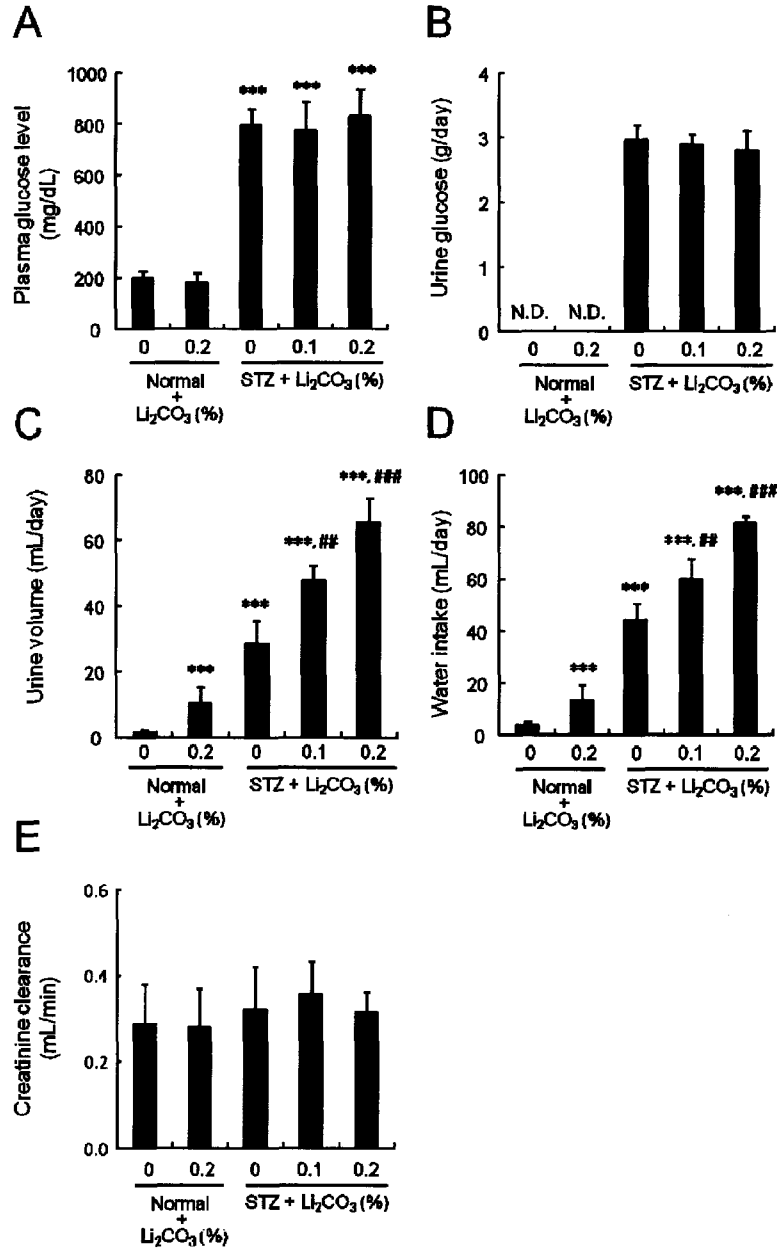 A
Plasma glucose level
(mg/dL)
1000
800
600
400
200
0
***
***
***
0 0.2 0 0.1 0.2
Normal
+
Li₂CO₃(%)
STZ + Li₂CO₃(%)
B
Urine glucose (g/day)
4
3
2
1
0
N.D. N.D.
0 0.2 0 0.1 0.2
Normal
+
Li₂CO₃(%)
STZ + Li₂CO₃(%)
C
Urine volume (mL/day)
80
60
40
20
0
***
***
***,##
***,###
0 0.2 0 0.1 0.2
Normal
+
Li₂CO₃(%)
STZ + Li₂CO₃(%)
D
Water intake (mL/day)
100
80
60
40
20
0
***
***
***,##
***,###
0 0.2 0 0.1 0.2
Normal
+
Li₂CO₃(%)
STZ + Li₂CO₃(%)
E
Creatinine clearance
(mL/min)
0.6
0.4
0.2
0.0
0 0.2 0 0.1 0.2
Normal
+
Li₂CO₃(%)
STZ + Li₂CO₃(%)